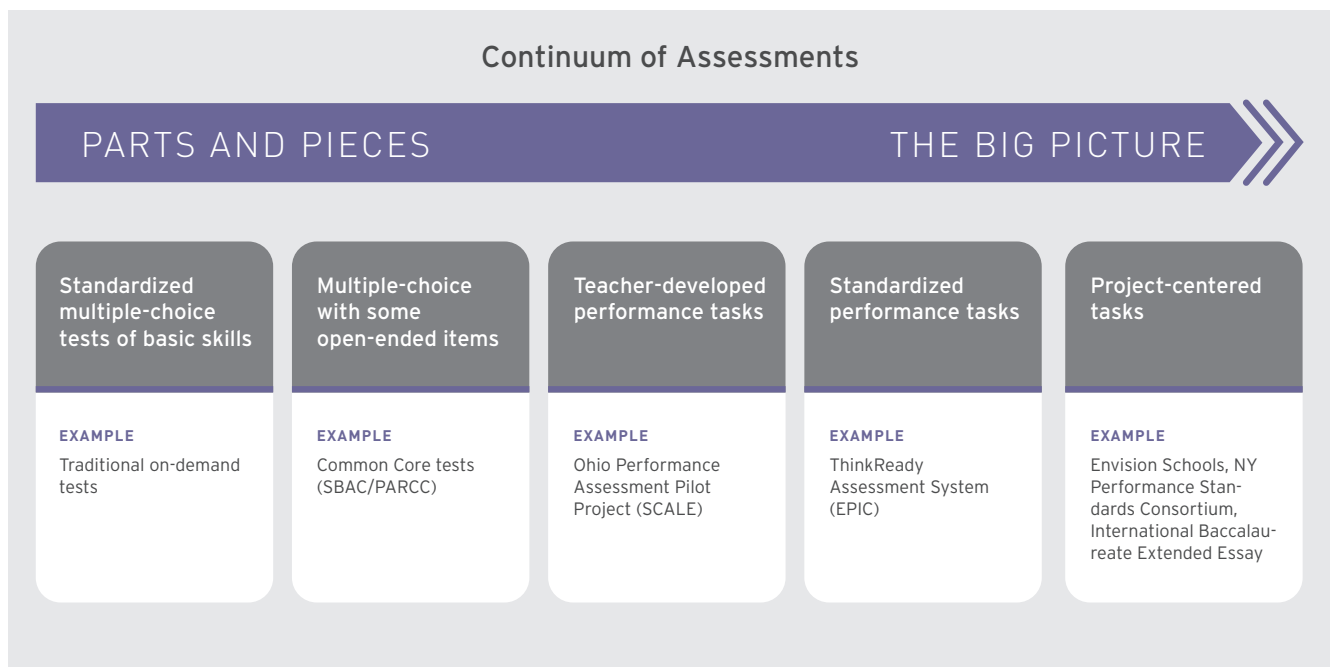 Continuum of Assessments
PARTS AND PIECES
THE BIG PICTURE
Standardized
multiple-choice
tests of basic skills
EXAMPLE
Traditional on-demand
tests
Multiple-choice
with some
open-ended items
EXAMPLE
Common Core tests
(SBAC/PARCC)
Teacher-developed
performance tasks
EXAMPLE
Ohio Performance
Assessment Pilot
Project (SCALE)
Standardized
performance tasks
EXAMPLE
ThinkReady
Assessment System
(EPIC)
Project-centered
tasks
EXAMPLE
Envision Schools, NY
Performance Stan-
dards Consortium,
International Baccalau-
reate Extended Essay